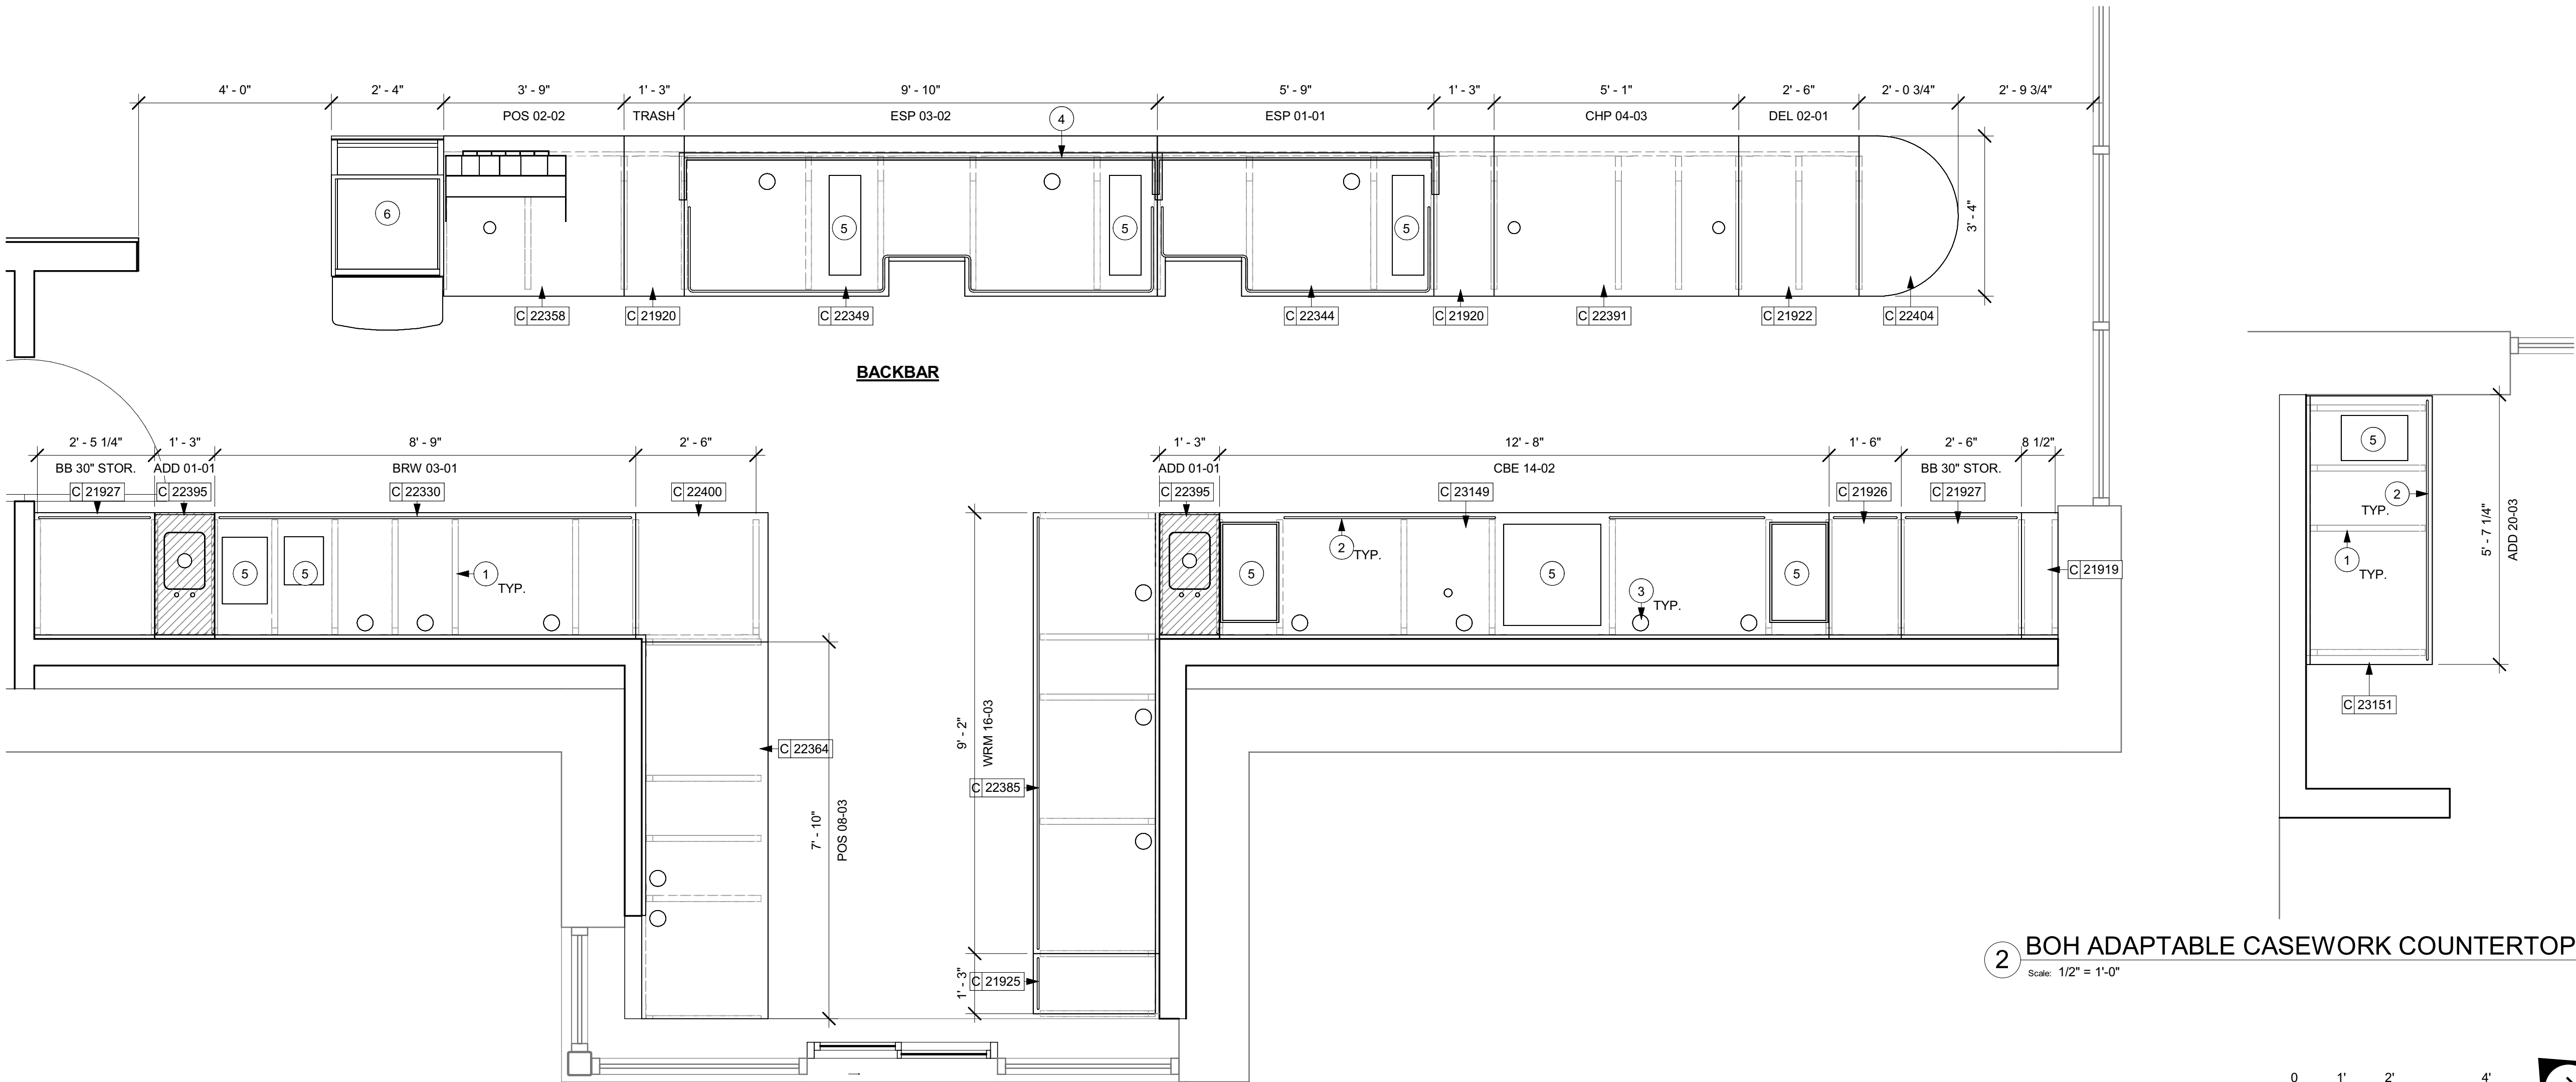 4' - 0"
2' - 4"
3' - 9"
1' - 3"
9' - 10"
5' - 9"
1' - 3"
5' - 1"
2' - 6"
2' - 0 3/4"
2' - 9 3/4"
POS 02-02
TRASH
ESP 03-02
4
ESP 01-01
CHP 04-03
DEL 02-01
6
5
5
5
3' - 4"
C 22358
C 21920
C 22349
C 22344
C 21920
C 22391
C 21922
C 22404
BACKBAR
2' - 5 1/4"
1' - 3"
8' - 9"
2' - 6"
1' - 3"
12' - 8"
1' - 6"
2' - 6"
8 1/2"
BB 30" STOR.
ADD 01-01
BRW 03-01
ADD 01-01
CBE 14-02
BB 30" STOR.
C 21927
C 22395
C 22330
C 22400
C 22395
C 23149
C 21926
C 21927
5
5
1
TYP.
5
2
TYP.
5
3
TYP.
5
C 21919
5
2
TYP.
1
TYP.
5' - 7 1/4"
ADD 20-03
C 23151
C 22364
7' - 10"
POS 08-03
9' - 2"
WRM 16-03
C 22385
1' - 3"
C 21925
2 BOH ADAPTABLE CASEWORK COUNTERTOP
Scale: 1/2" = 1'-0"
0 1' 2' 4'